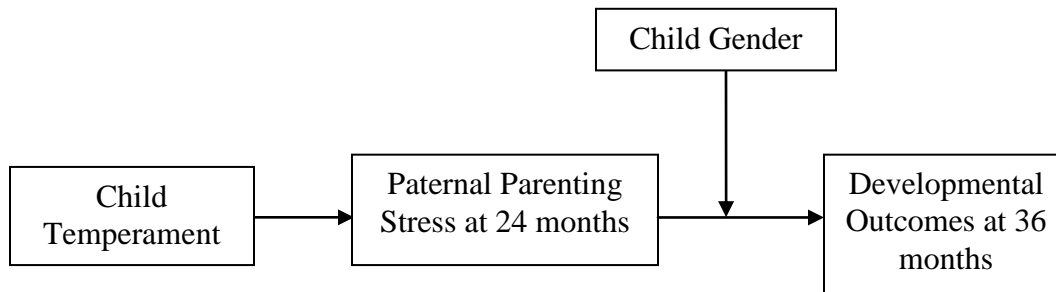 Child Gender
Child
Temperament
Paternal Parenting
Stress at 24 months
Developmental
Outcomes at 36
months